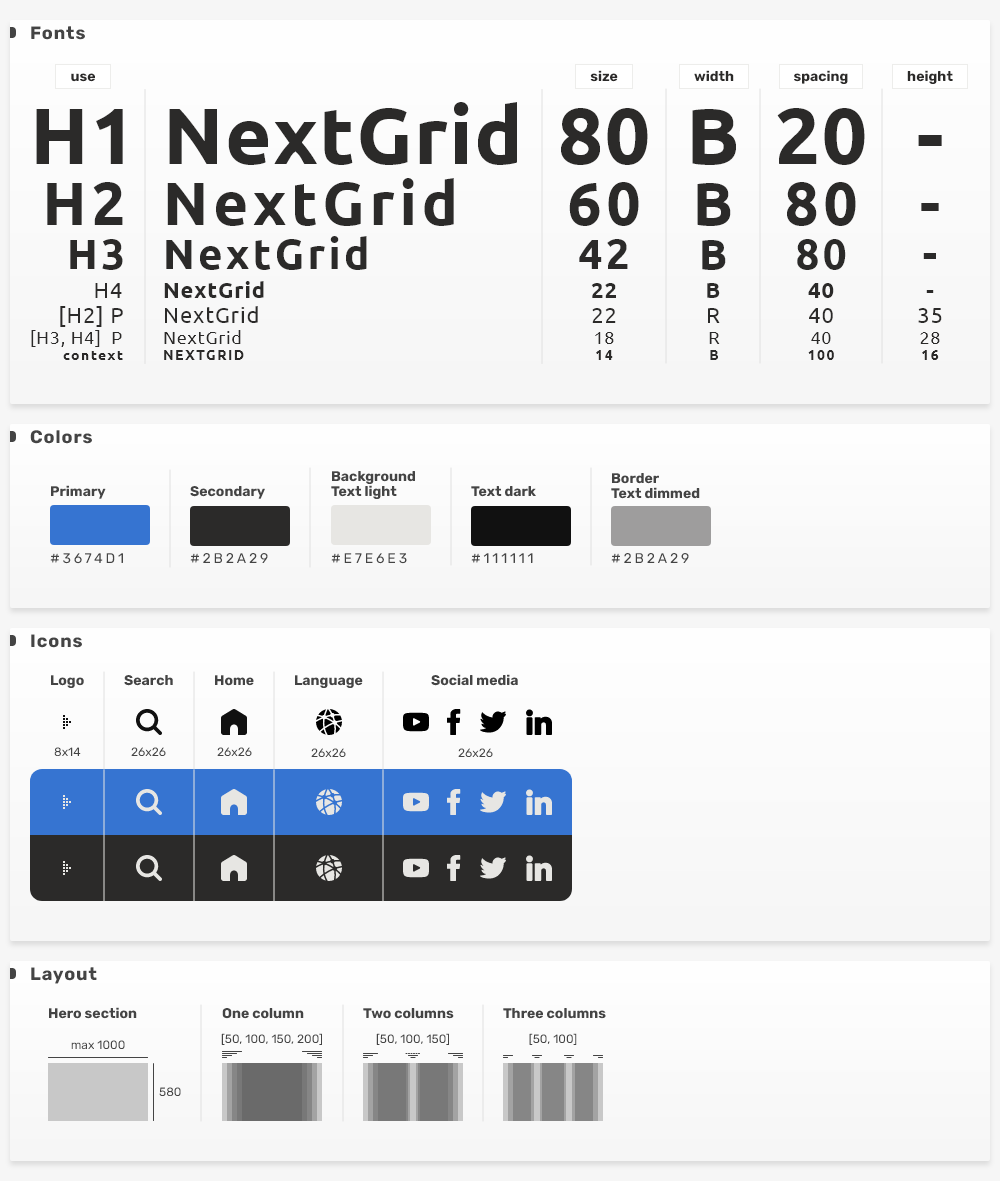 Fonts
use size width spacing height
H1 NextGrid 80 B 20 -
H2 NextGrid 60 B 80 -
H3 NextGrid 42 B 80 -
H4 NextGrid 22 B 40 -
[H2] P NextGrid 22 R 40 35
[H3, H4] P NextGrid 18 R 40 28
context NEXTGRID 14 B 100 16
Colors
Primary
#3674D1
Secondary
#2B2A29
Background
Text light
#E7E6E3
Text dark
#111111
Border
Text dimmed
#2B2A29
Icons
Logo Search Home Language Social media
8x14 26x26 26x26 26x26 26x26
Layout
Hero section
max 1000
580
One column
[50, 100, 150, 200]
Two columns
[50, 100, 150]
Three columns
[50, 100]